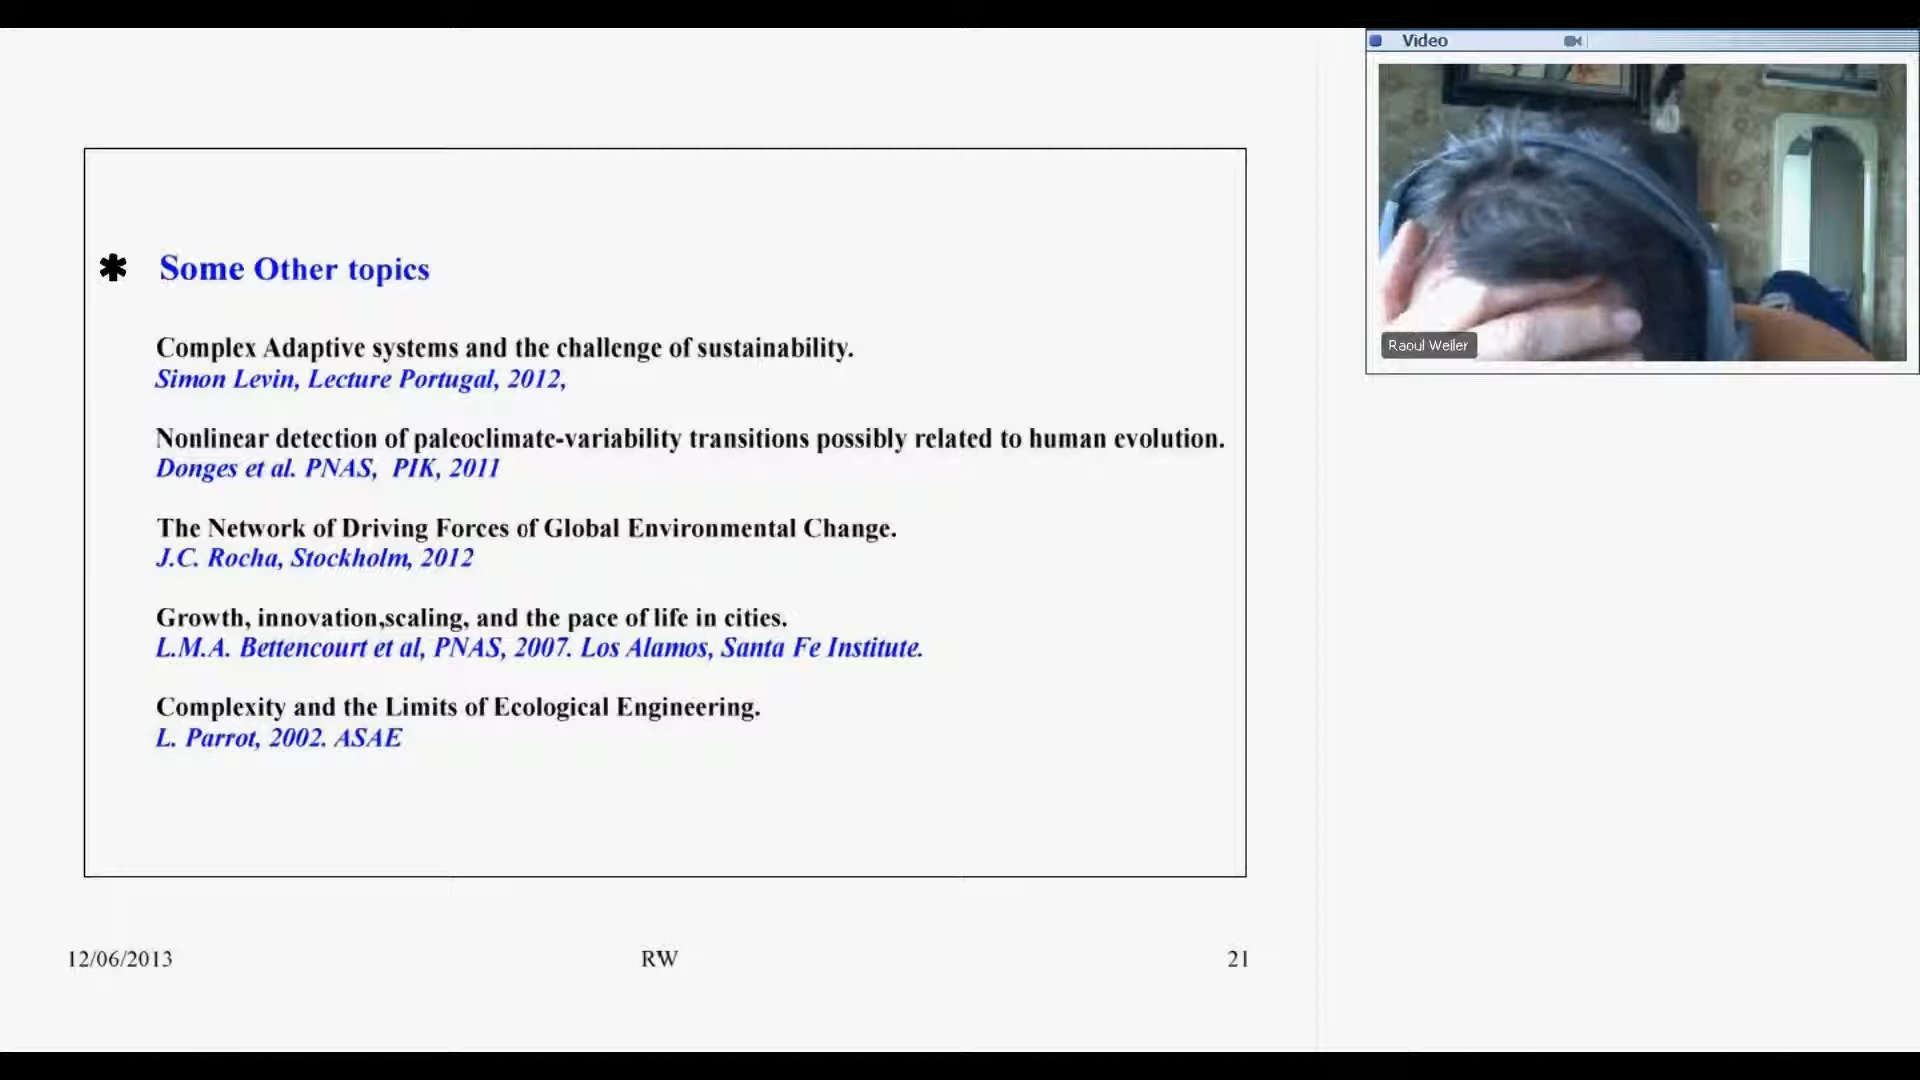 Video
Raoul Weiler
✱ Some Other topics
Complex Adaptive systems and the challenge of sustainability.
Simon Levin, Lecture Portugal, 2012,
Nonlinear detection of paleoclimate-variability transitions possibly related to human evolution.
Donges et al. PNAS, PIK, 2011
The Network of Driving Forces of Global Environmental Change.
J.C. Rocha, Stockholm, 2012
Growth, innovation,scaling, and the pace of life in cities.
L.M.A. Bettencourt et al, PNAS, 2007. Los Alamos, Santa Fe Institute.
Complexity and the Limits of Ecological Engineering.
L. Parrot, 2002. ASAE
12/06/2013 RW 21